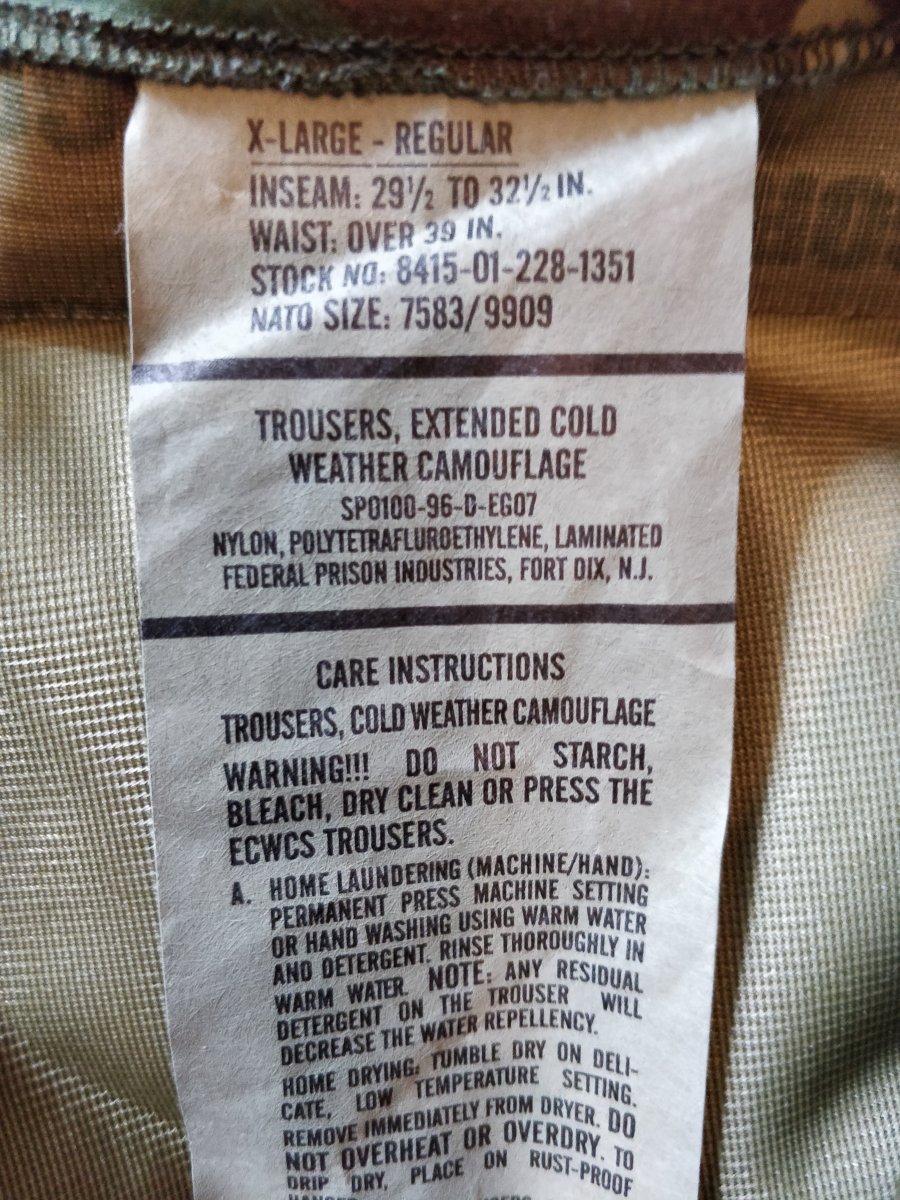 X-LARGE - REGULAR
INSEAM: 29½ TO 32½ IN.
WAIST: OVER 39 IN.
STOCK NO: 8415-01-228-1351
NATO SIZE: 7583/9909
TROUSERS, EXTENDED COLD
WEATHER CAMOUFLAGE
SP0100-96-D-EG07
NYLON, POLYTETRAFLUROETHYLENE, LAMINATED
FEDERAL PRISON INDUSTRIES, FORT DIX, N.J.
CARE INSTRUCTIONS
TROUSERS, COLD WEATHER CAMOUFLAGE
WARNING!!! DO NOT STARCH,
BLEACH, DRY CLEAN OR PRESS THE
ECWCS TROUSERS.
A. HOME LAUNDERING (MACHINE/HAND):
PERMANENT PRESS MACHINE SETTING
OR HAND WASHING USING WARM WATER
AND DETERGENT. RINSE THOROUGHLY IN
WARM WATER. NOTE: ANY RESIDUAL
DETERGENT ON THE TROUSER WILL
DECREASE THE WATER REPELLENCY.
HOME DRYING: TUMBLE DRY ON DELI-
CATE, LOW TEMPERATURE SETTING.
REMOVE IMMEDIATELY FROM DRYER. DO
NOT OVERHEAT OR OVERDRY. TO
DRIP DRY, PLACE ON RUST-PROOF